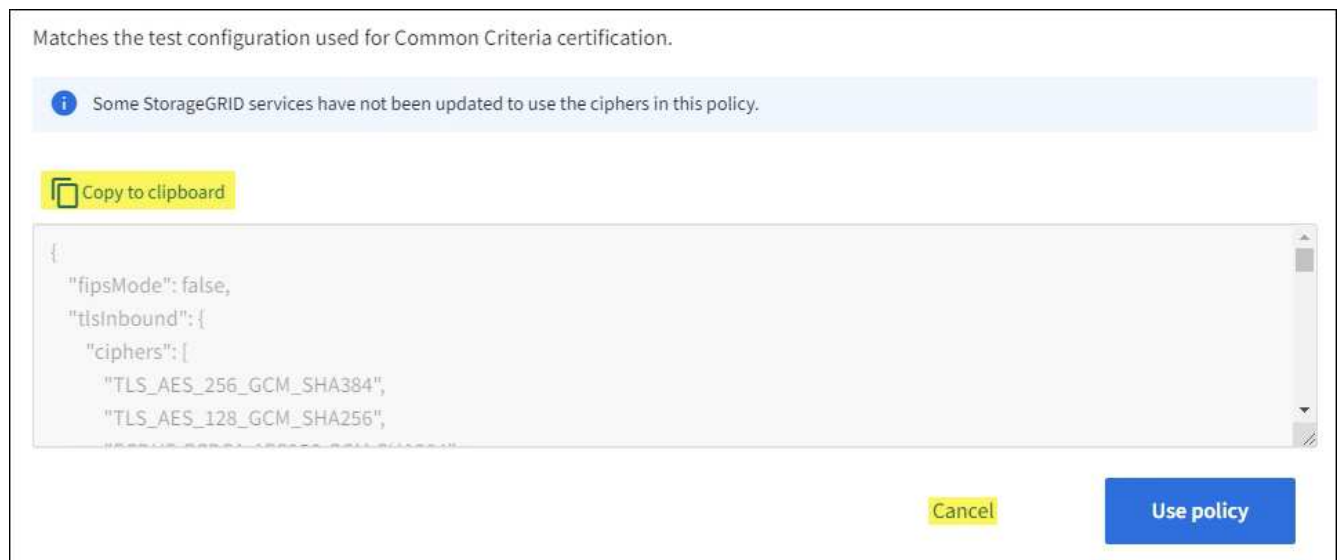 Matches the test configuration used for Common Criteria certification.
Some StorageGRID services have not been updated to use the ciphers in this policy.
Copy to clipboard
{
"fipsMode": false,
"tlsInbound": {
"ciphers": [
"TLS_AES_256_GCM_SHA384",
"TLS_AES_128_GCM_SHA256",
Cancel
Use policy